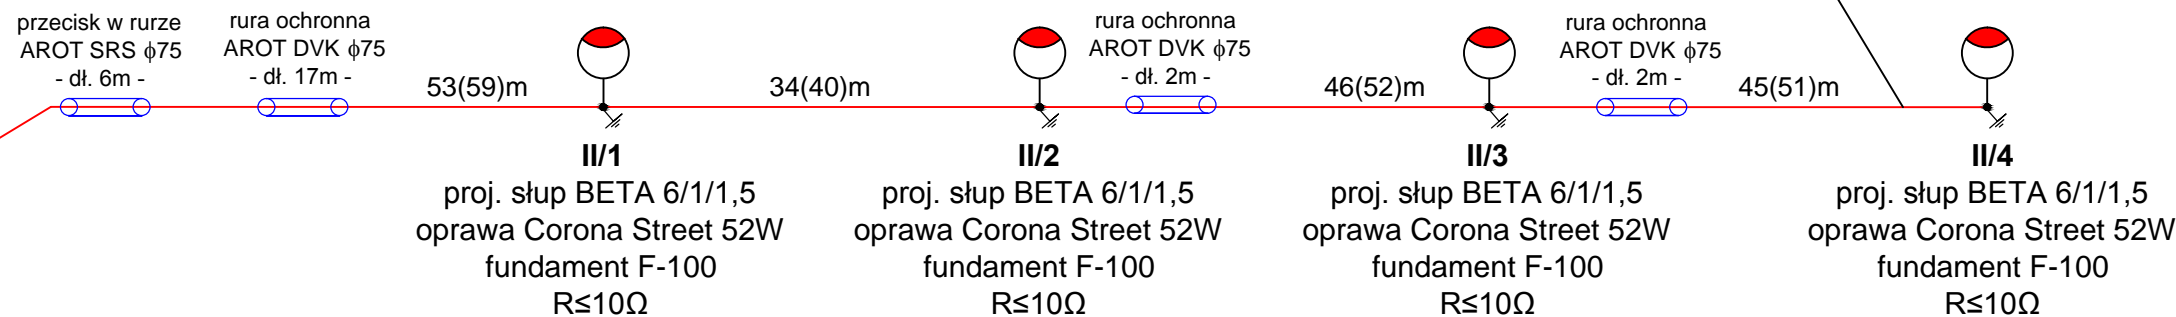 przecisk w rurze
AROT SRS ϕ75
- dł. 6m -
rura ochronna
AROT DVK ϕ75
- dł. 17m -
53(59)m
34(40)m
rura ochronna
AROT DVK ϕ75
- dł. 2m -
46(52)m
rura ochronna
AROT DVK ϕ75
- dł. 2m -
45(51)m
II/1
proj. słup BETA 6/1/1,5
oprawa Corona Street 52W
fundament F-100
R≤10Ω
II/2
proj. słup BETA 6/1/1,5
oprawa Corona Street 52W
fundament F-100
R≤10Ω
II/3
proj. słup BETA 6/1/1,5
oprawa Corona Street 52W
fundament F-100
R≤10Ω
II/4
proj. słup BETA 6/1/1,5
oprawa Corona Street 52W
fundament F-100
R≤10Ω